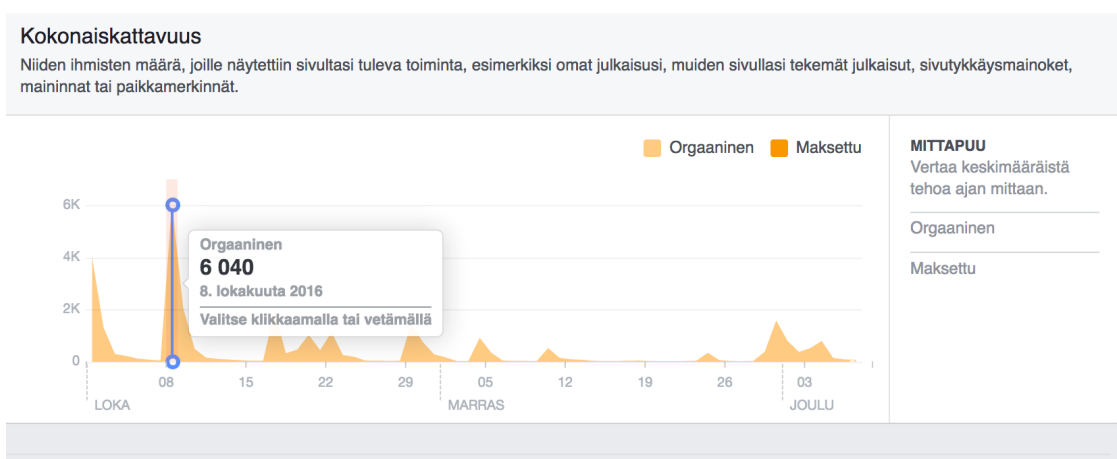 Kokonaiskattavuus
Niiden ihmisten määrä, joille näytettiin sivultasi tuleva toiminta, esimerkiksi omat julkaisusi, muiden sivullasi tekemät julkaisut, sivutykkäysmainoket,
maininnat tai paikkamerkinnät.
Orgaaninen Maksettu
MITTAPUU
Vertaa keskimääräistä
tehoa ajan mittaan.
Orgaaninen
Maksettu
6K
4K
2K
0
Orgaaninen
6 040
8. lokakuuta 2016
Valitse klikkaamalla tai vetämällä
08 15 22 29 05 12 19 26 03
LOKA MARRAS JOULU